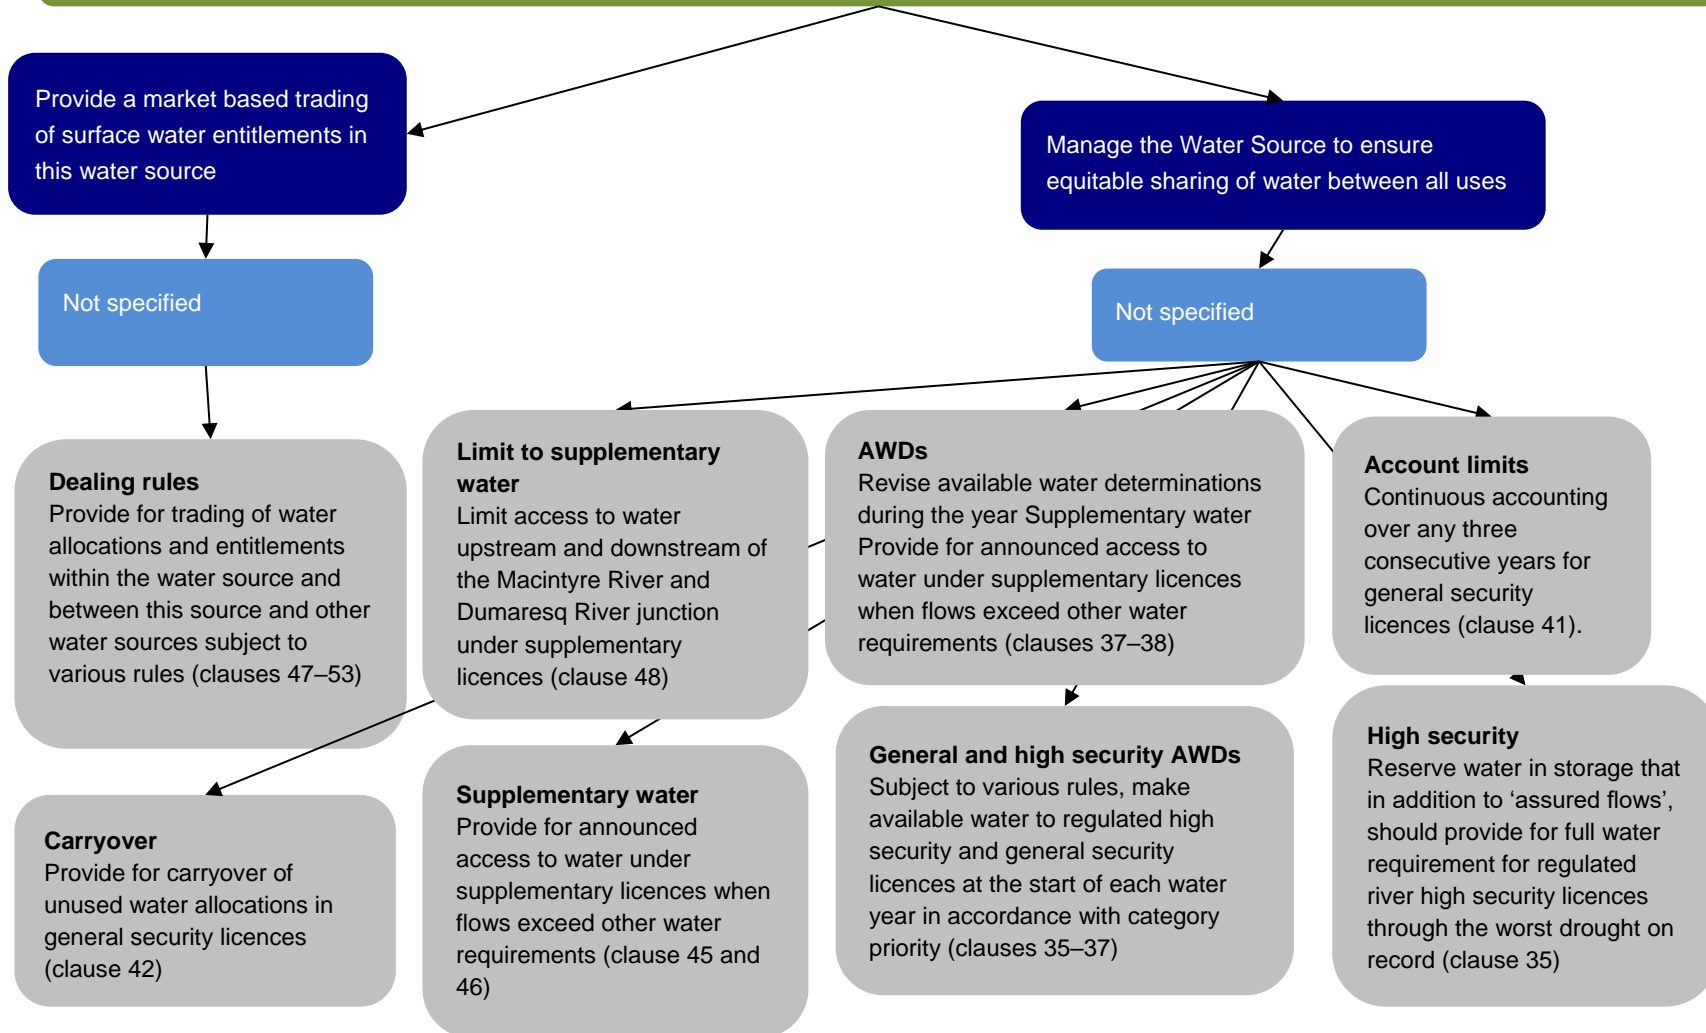 Provide a market based trading
of surface water entitlements in
this water source
Manage the Water Source to ensure
equitable sharing of water between all uses
Not specified
Not specified
Dealing rules
Provide for trading of water
allocations and entitlements
within the water source and
between this source and other
water sources subject to
various rules (clauses 47–53)
Limit to supplementary
water
Limit access to water
upstream and downstream of
the Macintyre River and
Dumaresq River junction
under supplementary
licences (clause 48)
AWDs
Revise available water determinations
during the year Supplementary water
Provide for announced access to
water under supplementary licences
when flows exceed other water
requirements (clauses 37–38)
Account limits
Continuous accounting
over any three
consecutive years for
general security
licences (clause 41).
Carryover
Provide for carryover of
unused water allocations in
general security licences
(clause 42)
Supplementary water
Provide for announced
access to water under
supplementary licences when
flows exceed other water
requirements (clause 45 and
46)
General and high security AWDs
Subject to various rules, make
available water to regulated high
security and general security
licences at the start of each water
year in accordance with category
priority (clauses 35–37)
High security
Reserve water in storage that
in addition to ‘assured flows’,
should provide for full water
requirement for regulated
river high security licences
through the worst drought on
record (clause 35)